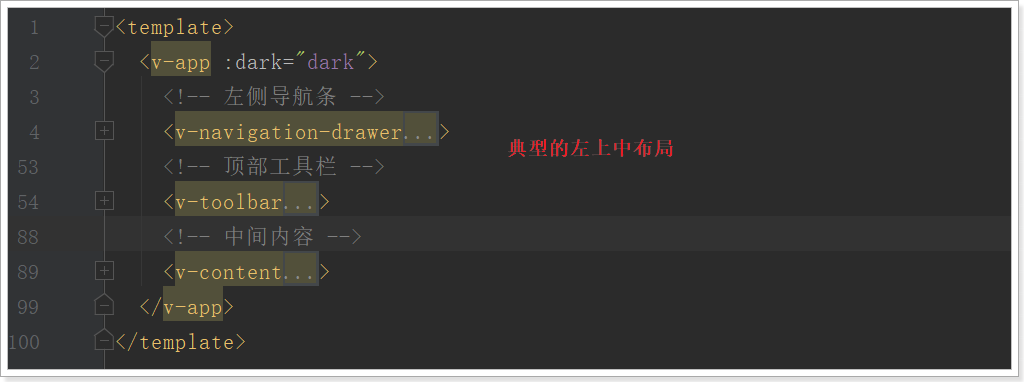 1 <template>
2 <v-app :dark="dark">
3 <!-- 左侧导航条 -->
4 <v-navigation-drawer...>
典型的左上中布局
53 <!-- 顶部工具栏 -->
54 <v-toolbar...>
88 <!-- 中间内容 -->
89 <v-content...>
99 </v-app>
100 </template>